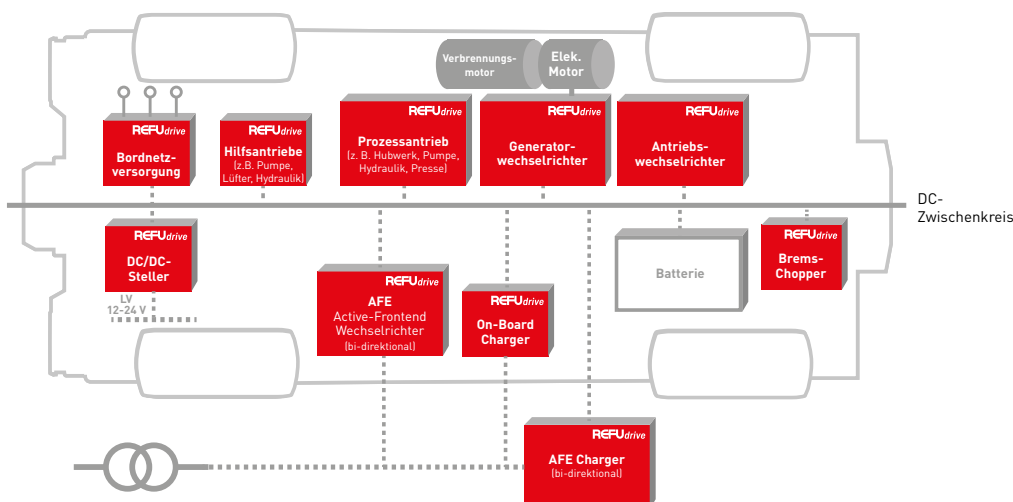 Verbrennungs-
motor
Elek.
Motor
REFUdrive
Bordnetz-
versorgung
REFUdrive
Hilfsantriebe
(z.B. Pumpe,
Lüfter, Hydraulik)
REFUdrive
Prozessantrieb
(z. B. Hubwerk, Pumpe,
Hydraulik, Presse)
REFUdrive
Generator-
wechselrichter
REFUdrive
Antriebs-
wechselrichter
DC-
Zwischenkreis
REFUdrive
DC/DC-
Steller
LV
12-24 V
REFUdrive
AFE
Active-Frontend
Wechselrichter
(bi-direktional)
REFUdrive
On-Board
Charger
Batterie
REFUdrive
Brems-
Chopper
REFUdrive
AFE Charger
(bi-direktional)